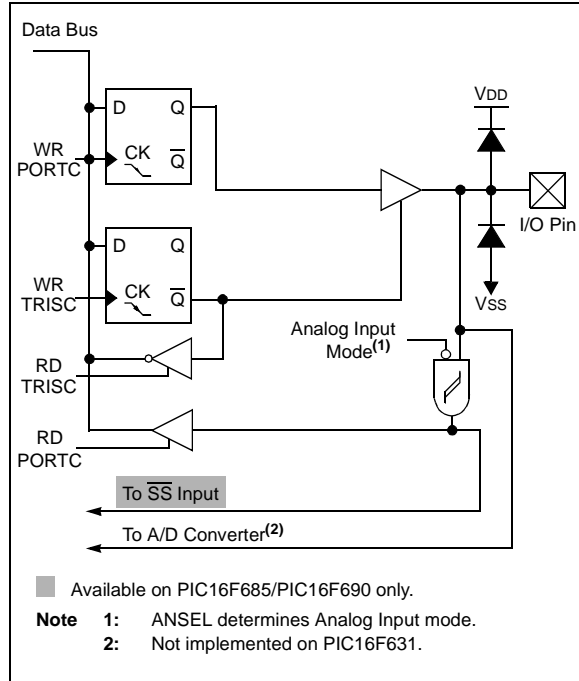 Data Bus
D Q
WR
PORTC
CK Q̅
VDD
I/O Pin
D Q
WR
TRISC
CK Q̅
VSS
Analog Input
Mode(1)
RD
TRISC
RD
PORTC
To S̅S̅ Input
To A/D Converter(2)
Available on PIC16F685/PIC16F690 only.
Note 1: ANSEL determines Analog Input mode.
2: Not implemented on PIC16F631.